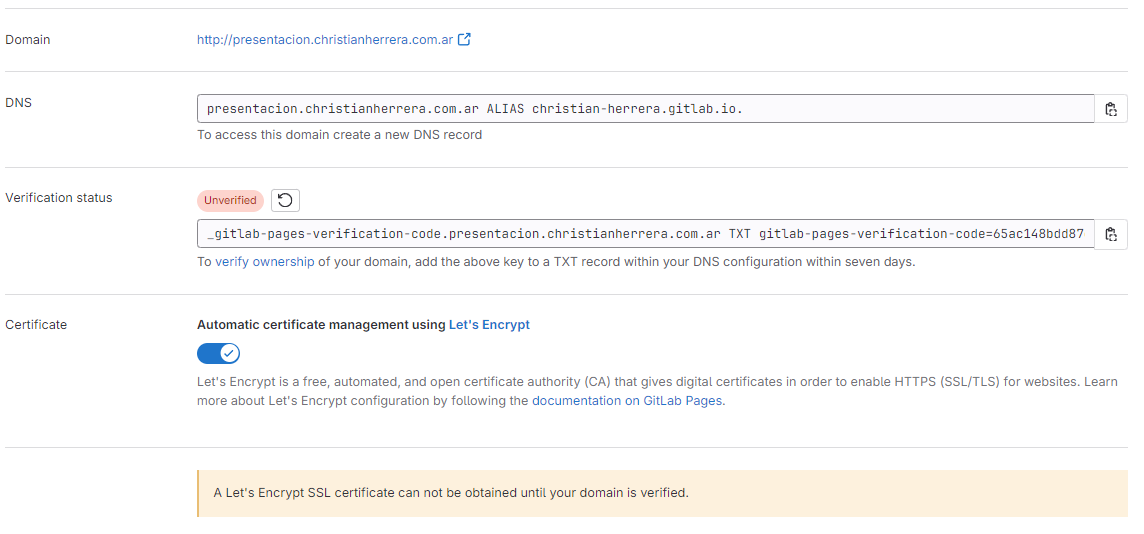 Domain
http://presentacion.christianherrera.com.ar
DNS
presentacion.christianherrera.com.ar ALIAS christian-herrera.gitlab.io.
To access this domain create a new DNS record
Verification status
Unverified
_gitlab-pages-verification-code.presentacion.christianherrera.com.ar TXT gitlab-pages-verification-code=65ac148bdd87
To verify ownership of your domain, add the above key to a TXT record within your DNS configuration within seven days.
Certificate
Automatic certificate management using Let's Encrypt
Let's Encrypt is a free, automated, and open certificate authority (CA) that gives digital certificates in order to enable HTTPS (SSL/TLS) for websites. Learn
more about Let's Encrypt configuration by following the documentation on GitLab Pages.
A Let's Encrypt SSL certificate can not be obtained until your domain is verified.